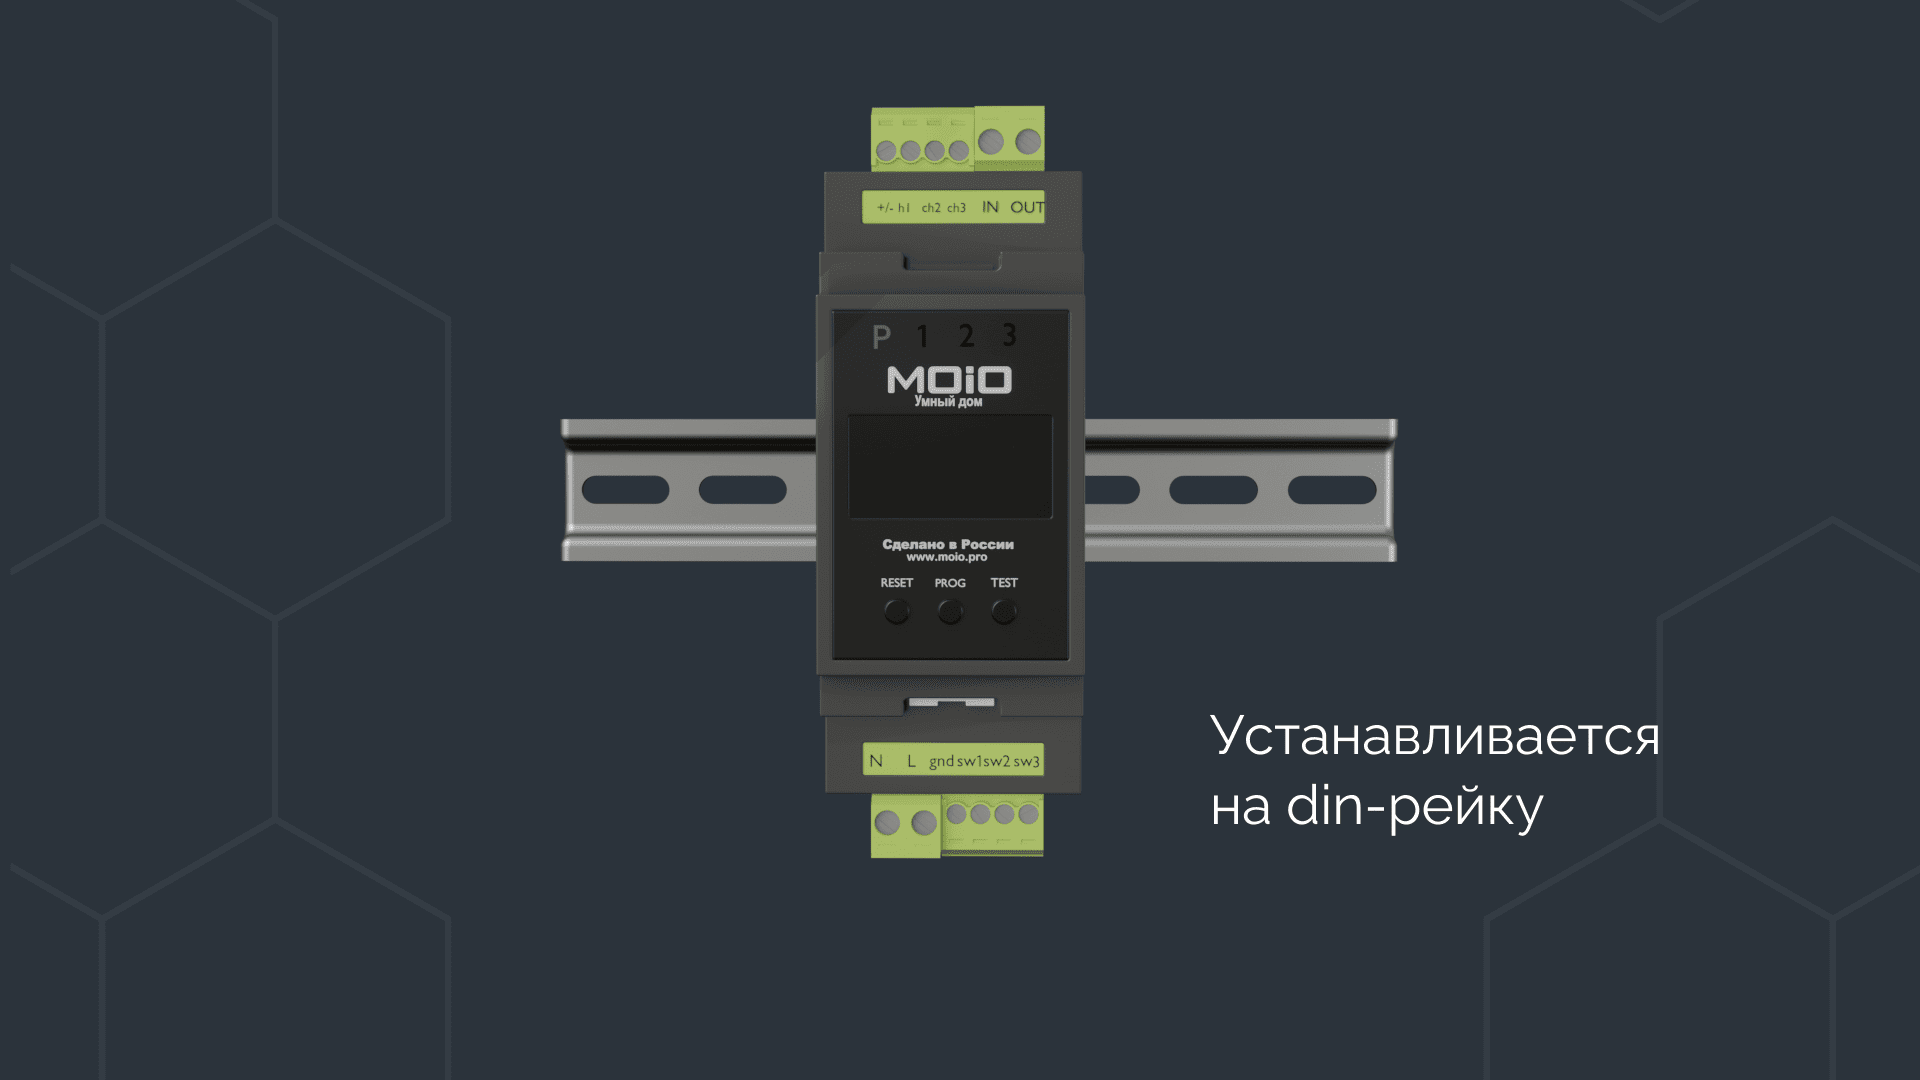 +/- h1 ch2 ch3 IN OUT
P 1 2 3
MOiO
Умный дом
Сделано в России
www.moio.pro
RESET PROG TEST
N L gnd sw1 sw2 sw3
Устанавливается
на din-рейку